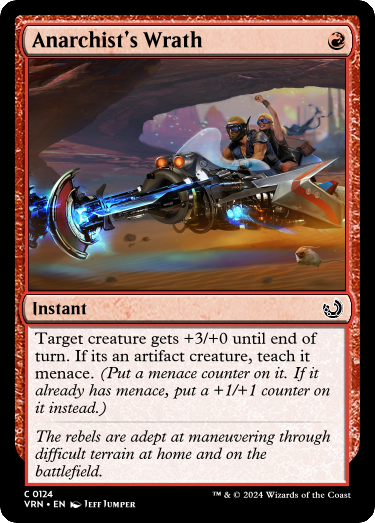 Anarchist's Wrath
Instant
Target creature gets +3/+0 until end of
turn. If its an artifact creature, teach it
menace. (Put a menace counter on it. If it
already has menace, put a +1/+1 counter on
it instead.)
The rebels are adept at maneuvering through
difficult terrain at home and on the
battlefield.
C 0124
VRN • EN Jeff Jumper
™ & © 2024 Wizards of the Coast